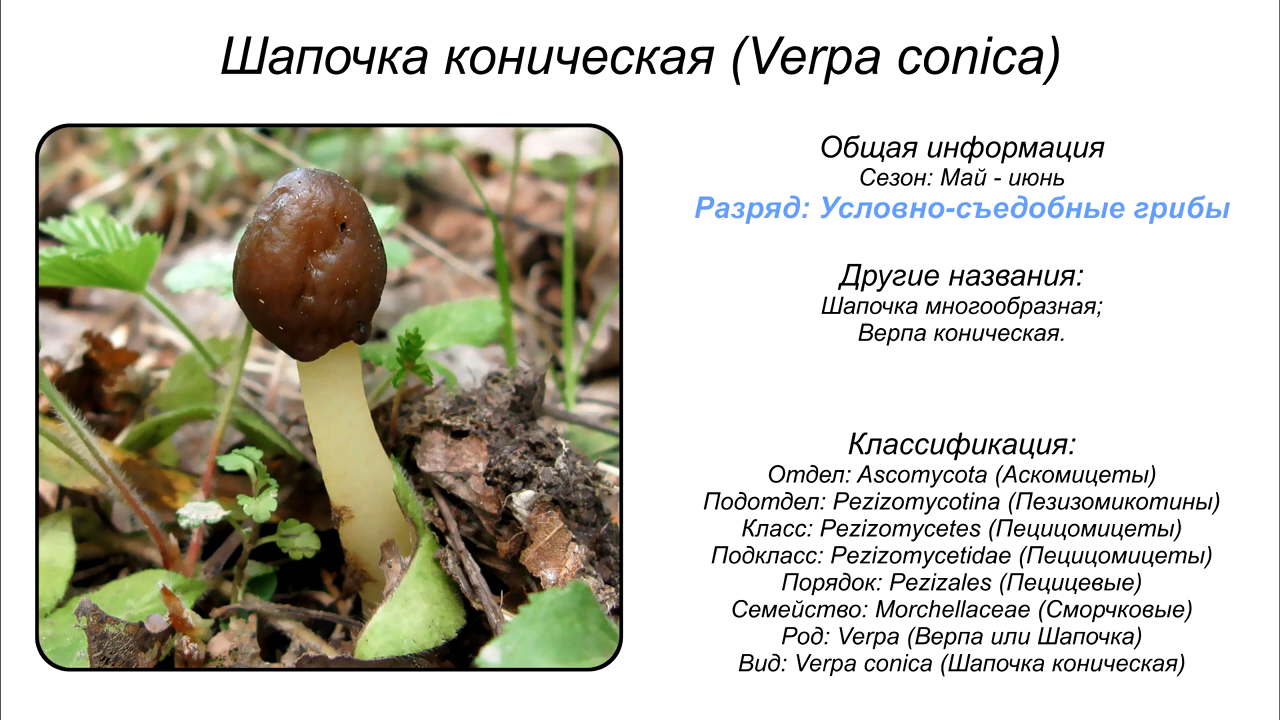 Шапочка коническая (Verpa conica)
Общая информация
Сезон: Май - июнь
Разряд: Условно-съедобные грибы
Другие названия:
Шапочка многообразная;
Верпа коническая.
Классификация:
Отдел: Ascomycota (Аскомицеты)
Подотдел: Pezizomycotina (Пезизомикотины)
Класс: Pezizomycetes (Пецицомицеты)
Подкласс: Pezizomycetidae (Пецицомицеты)
Порядок: Pezizales (Пецицевые)
Семейство: Morchellaceae (Сморчковые)
Род: Verpa (Верпа или Шапочка)
Вид: Verpa conica (Шапочка коническая)